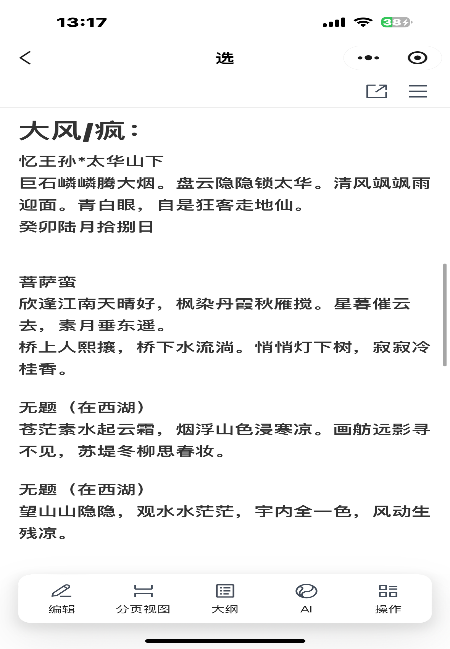 13:17
38
选
大风/疯：
忆王孙*太华山下
巨石嶙嶙腾大烟。盘云隐隐锁太华。清风飒飒雨
迎面。青白眼，自是狂客走地仙。
癸卯陆月拾捌日
菩萨蛮
欣逢江南天晴好，枫染丹霞秋雁搅。星暮催云
去，素月垂东遥。
桥上人熙攘，桥下水流淌。悄悄灯下树，寂寂冷
桂香。
无题（在西湖）
苍茫素水起云霜，烟浮山色浸寒凉。画舫远影寻
不见，苏堤冬柳思春妆。
无题（在西湖）
望山山隐隐，观水水茫茫，宇内全一色，风动生
残凉。
编辑
分页视图
大纲
AI
操作